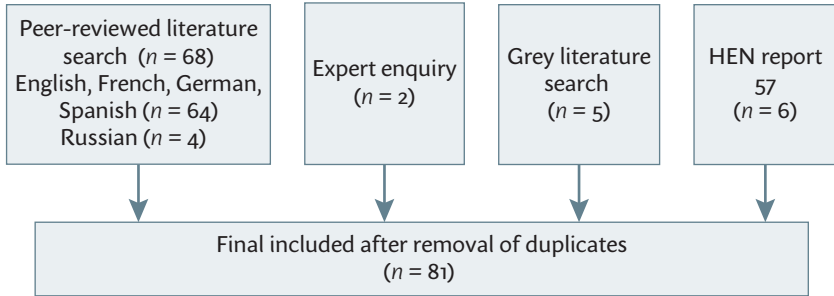 Peer-reviewed literature
search (n = 68)
English, French, German,
Spanish (n = 64)
Russian (n = 4)
Expert enquiry
(n = 2)
Grey literature
search
(n = 5)
HEN report
57
(n = 6)
Final included after removal of duplicates
(n = 81)